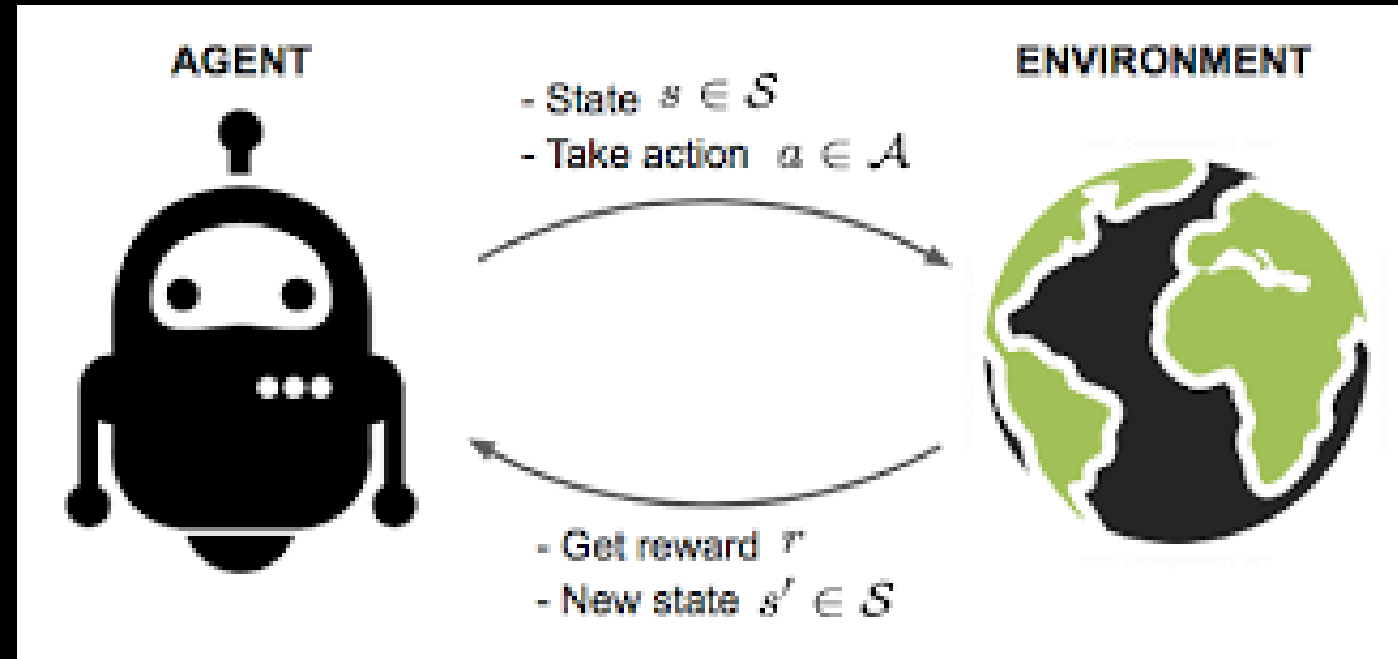 AGENT
ENVIRONMENT
- State s ∈ 𝒮
- Take action a ∈ 𝒜
- Get reward r
- New state s′ ∈ 𝒮